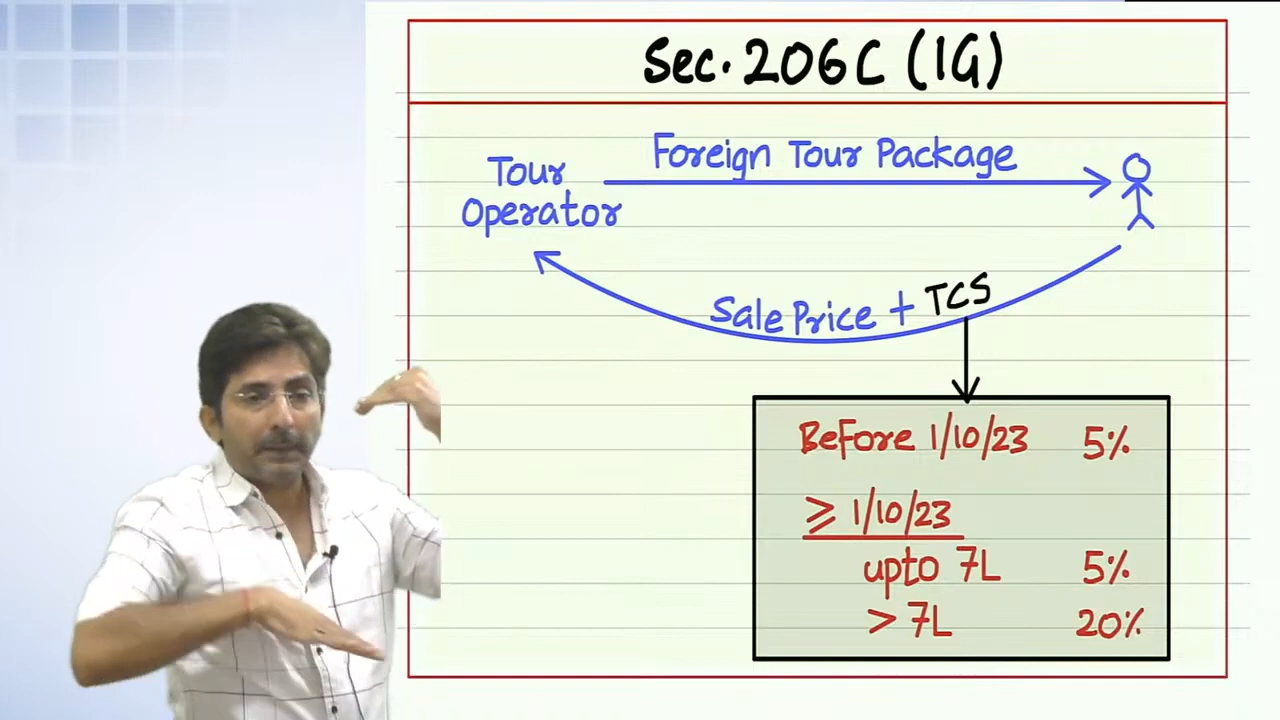 Sec. 206C (1G)
Foreign Tour Package
Tour
Operator
Sale Price + TCS
Before 1/10/23 5%
≥ 1/10/23
upto 7L 5%
> 7L 20%